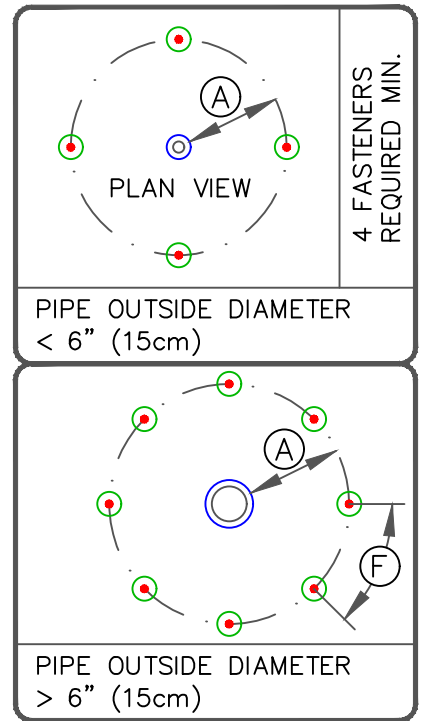 A
PLAN VIEW
4 FASTENERS
REQUIRED MIN.
PIPE OUTSIDE DIAMETER
< 6” (15cm)
A
F
PIPE OUTSIDE DIAMETER
> 6” (15cm)